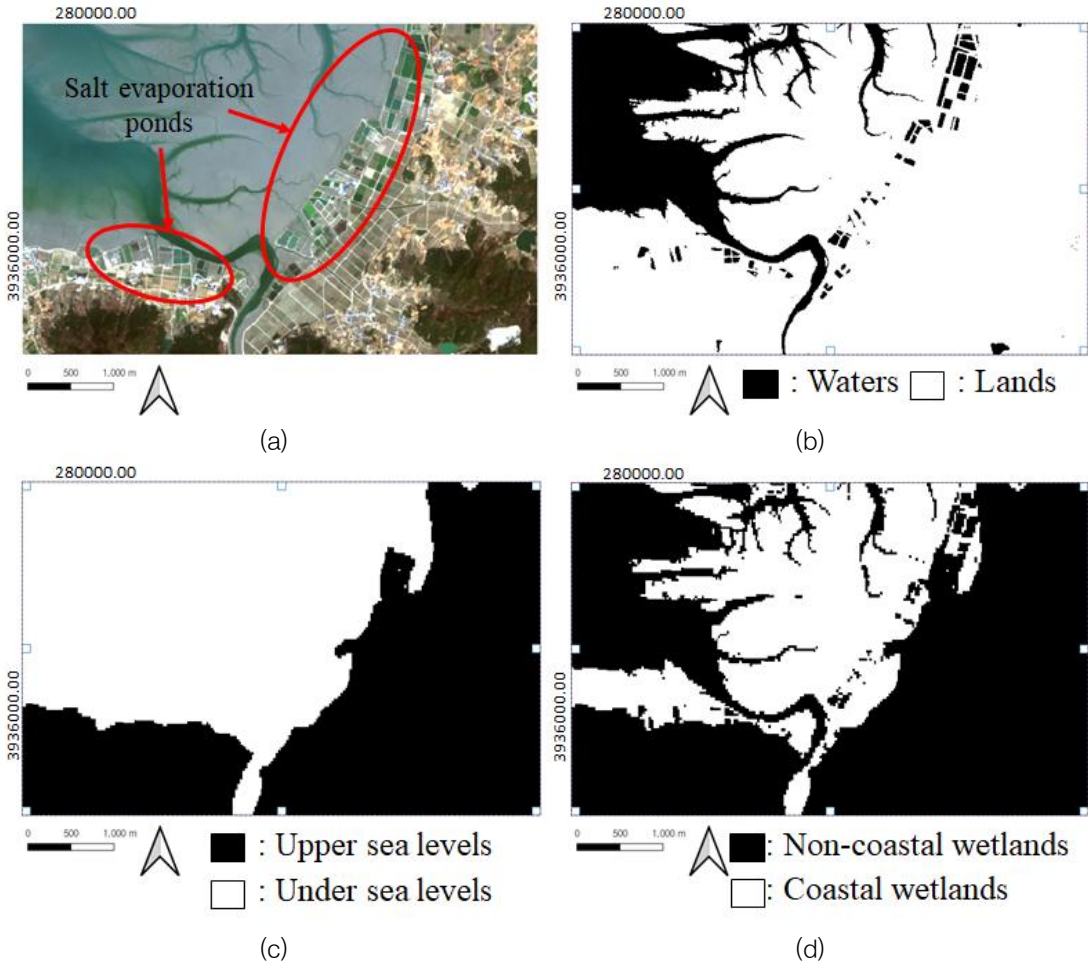 280000.00
3936000.00
Salt evaporation
ponds
0 500 1,000 m
(a)
280000.00
3936000.00
0 500 1,000 m
: Waters : Lands
(b)
280000.00
3936000.00
0 500 1,000 m
: Upper sea levels
: Under sea levels
(c)
280000.00
3936000.00
0 500 1,000 m
: Non-coastal wetlands
: Coastal wetlands
(d)